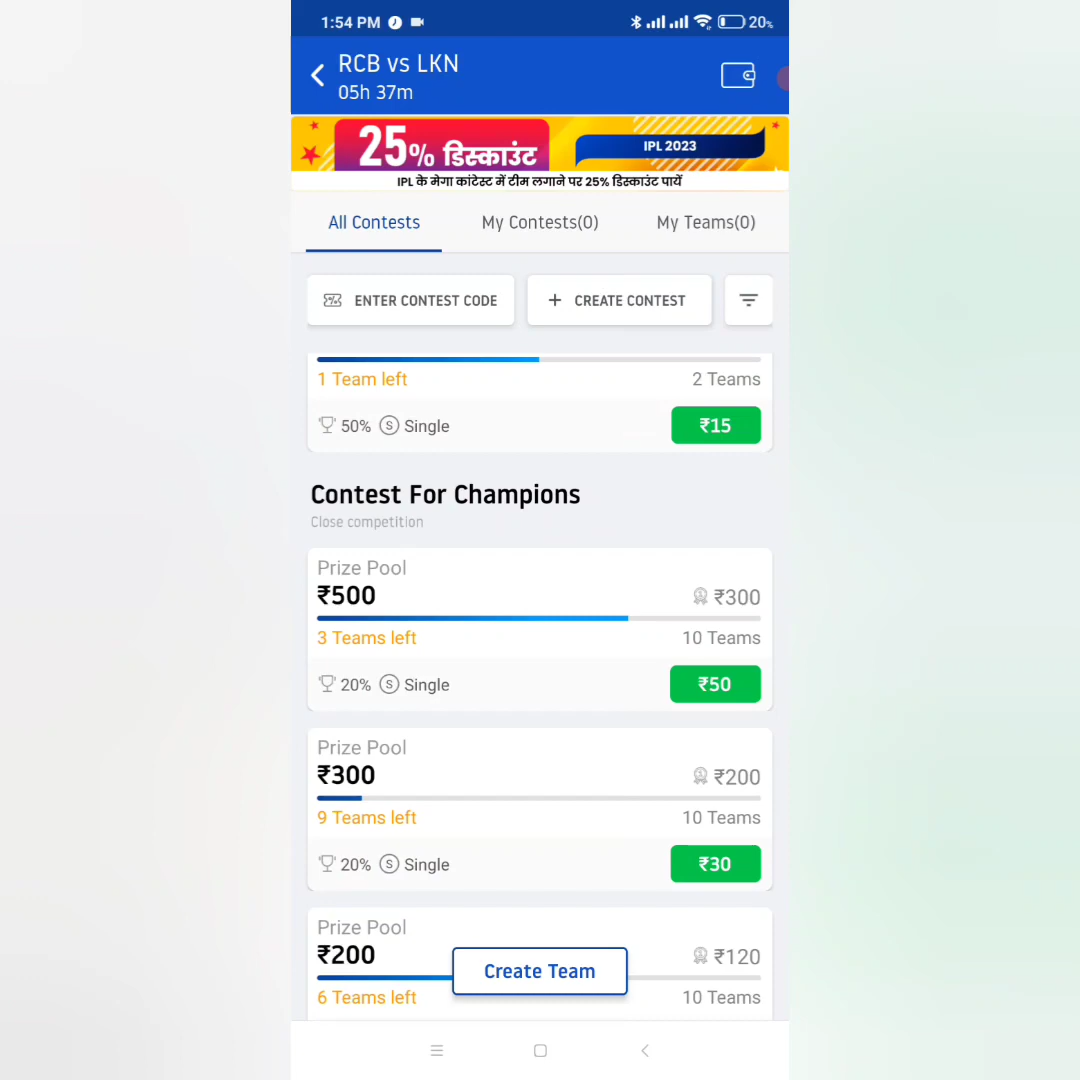 1:54 PM 20%
RCB vs LKN
05h 37m
25% डिस्काउंट IPL 2023
IPL के मेगा कांटेस्ट में टीम लगाने पर 25% डिस्काउंट पायें
All Contests My Contests(0) My Teams(0)
ENTER CONTEST CODE + CREATE CONTEST
1 Team left 2 Teams
50% S Single ₹15
Contest For Champions
Close competition
Prize Pool
₹500 ₹300
3 Teams left 10 Teams
20% S Single ₹50
Prize Pool
₹300 ₹200
9 Teams left 10 Teams
20% S Single ₹30
Prize Pool
₹200 ₹120
Create Team
6 Teams left 10 Teams